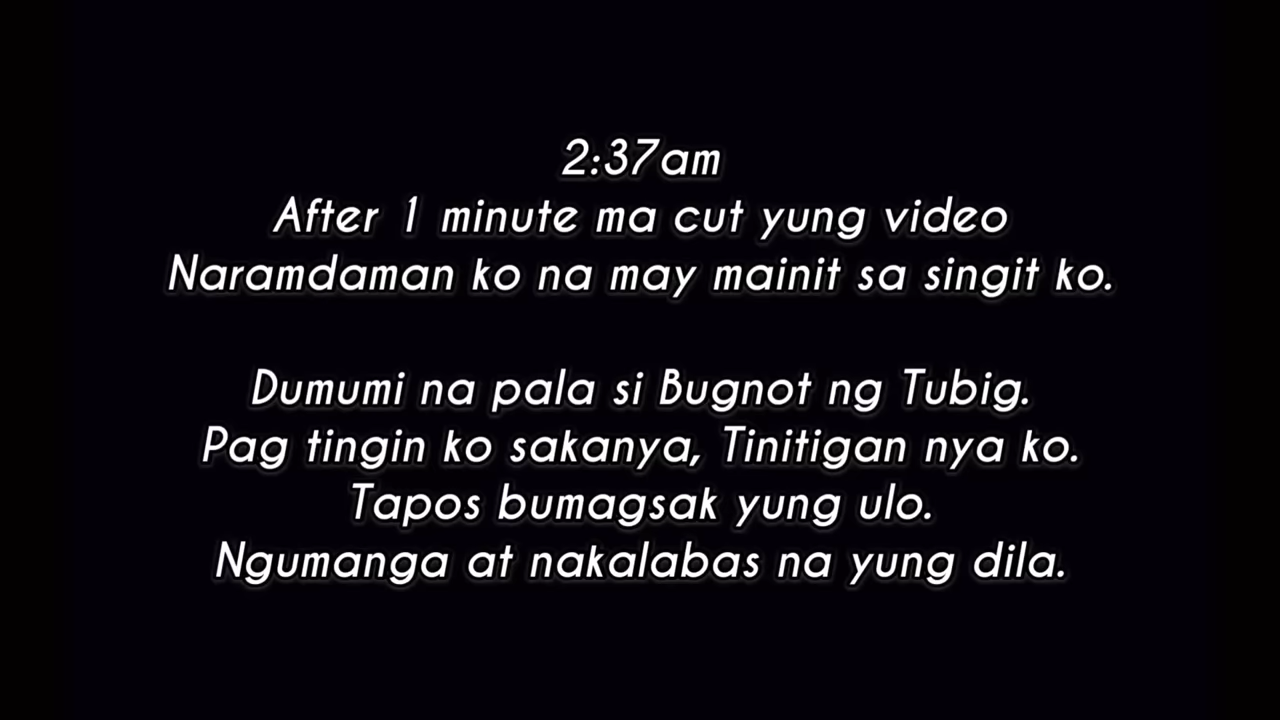 2:37am
After 1 minute ma cut yung video
Naramdaman ko na may mainit sa singit ko.
Dumumi na pala si Bugnot ng Tubig.
Pag tingin ko sakanya, Tinitigan nya ko.
Tapos bumagsak yung ulo.
Ngumanga at nakalabas na yung dila.